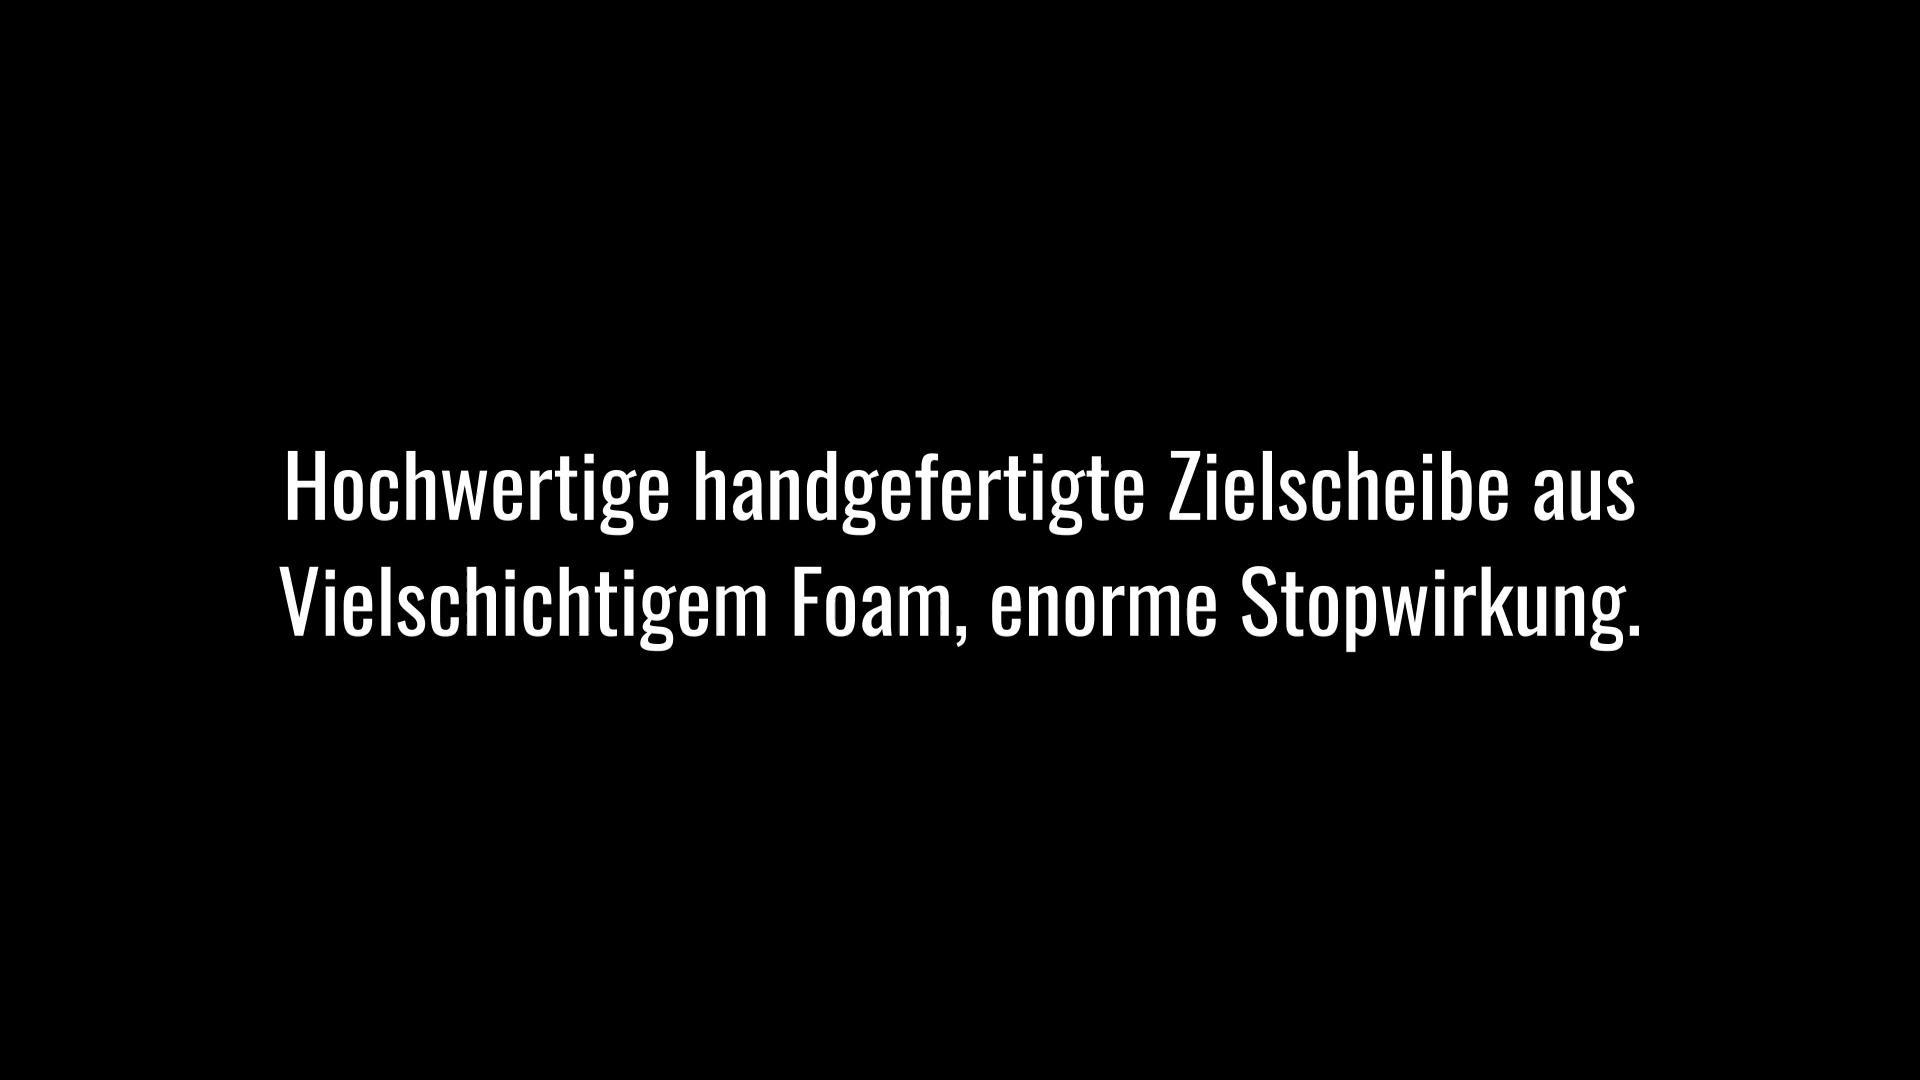 Hochwertige handgefertigte Zielscheibe aus
Vielschichtigem Foam, enorme Stopwirkung.